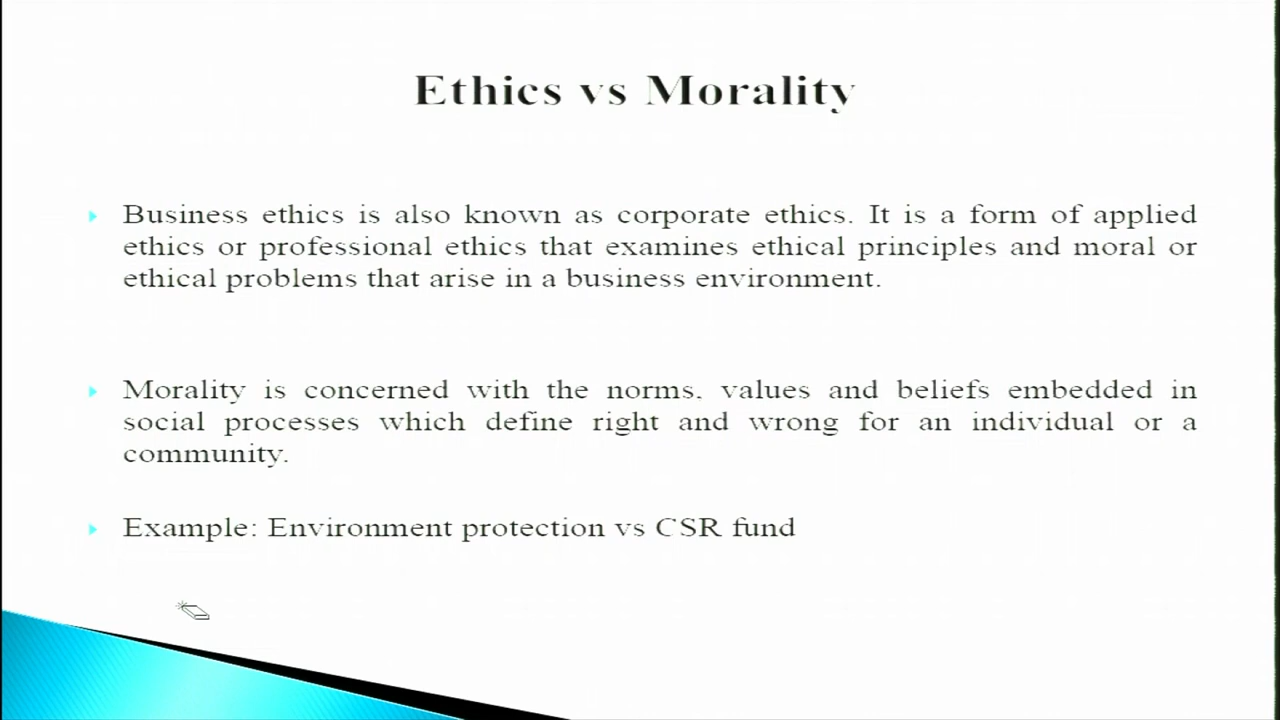 Ethics vs Morality
Business ethics is also known as corporate ethics. It is a form of applied
ethics or professional ethics that examines ethical principles and moral or
ethical problems that arise in a business environment.
Morality is concerned with the norms, values and beliefs embedded in
social processes which define right and wrong for an individual or a
community.
Example: Environment protection vs CSR fund